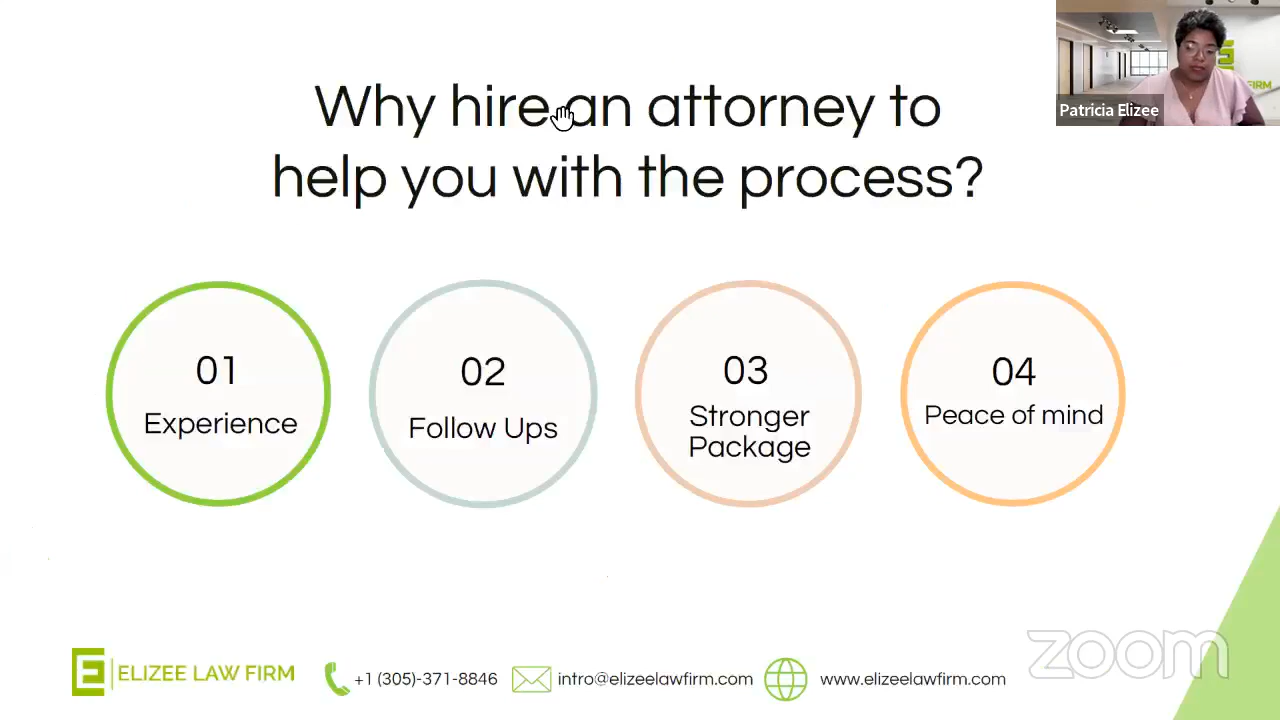 Why hire an attorney to
help you with the process?
01
Experience
02
Follow Ups
03
Stronger
Package
04
Peace of mind
Patricia Elizee
FIRM
ELIZEE LAW FIRM
+1 (305)-371-8846
intro@elizeelawfirm.com
www.elizeelawfirm.com
zoom